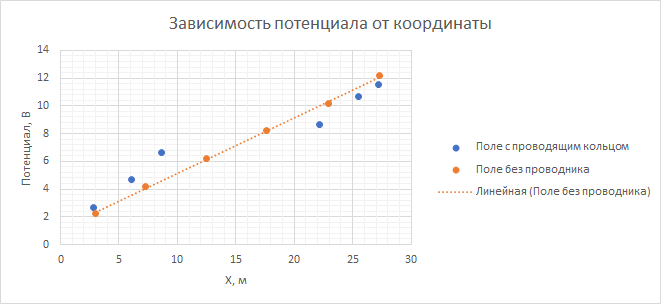 Зависимость потенциала от координаты
Потенциал, В
14
12
10
8
6
4
2
0
0 5 10 15 20 25 30
X, м
Поле с проводящим кольцом
Поле без проводника
Линейная (Поле без проводника)